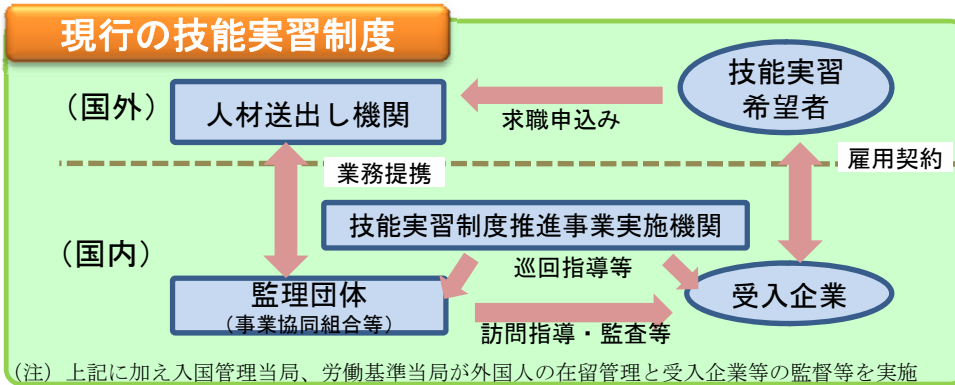 現行の技能実習制度
（国外）
人材送出し機関
求職申込み
技能実習
希望者
業務提携
雇用契約
（国内）
技能実習制度推進事業実施機関
巡回指導等
監理団体
（事業協同組合等）
訪問指導・監査等
受入企業
（注）上記に加え入国管理当局、労働基準当局が外国人の在留管理と受入企業等の監督等を実施